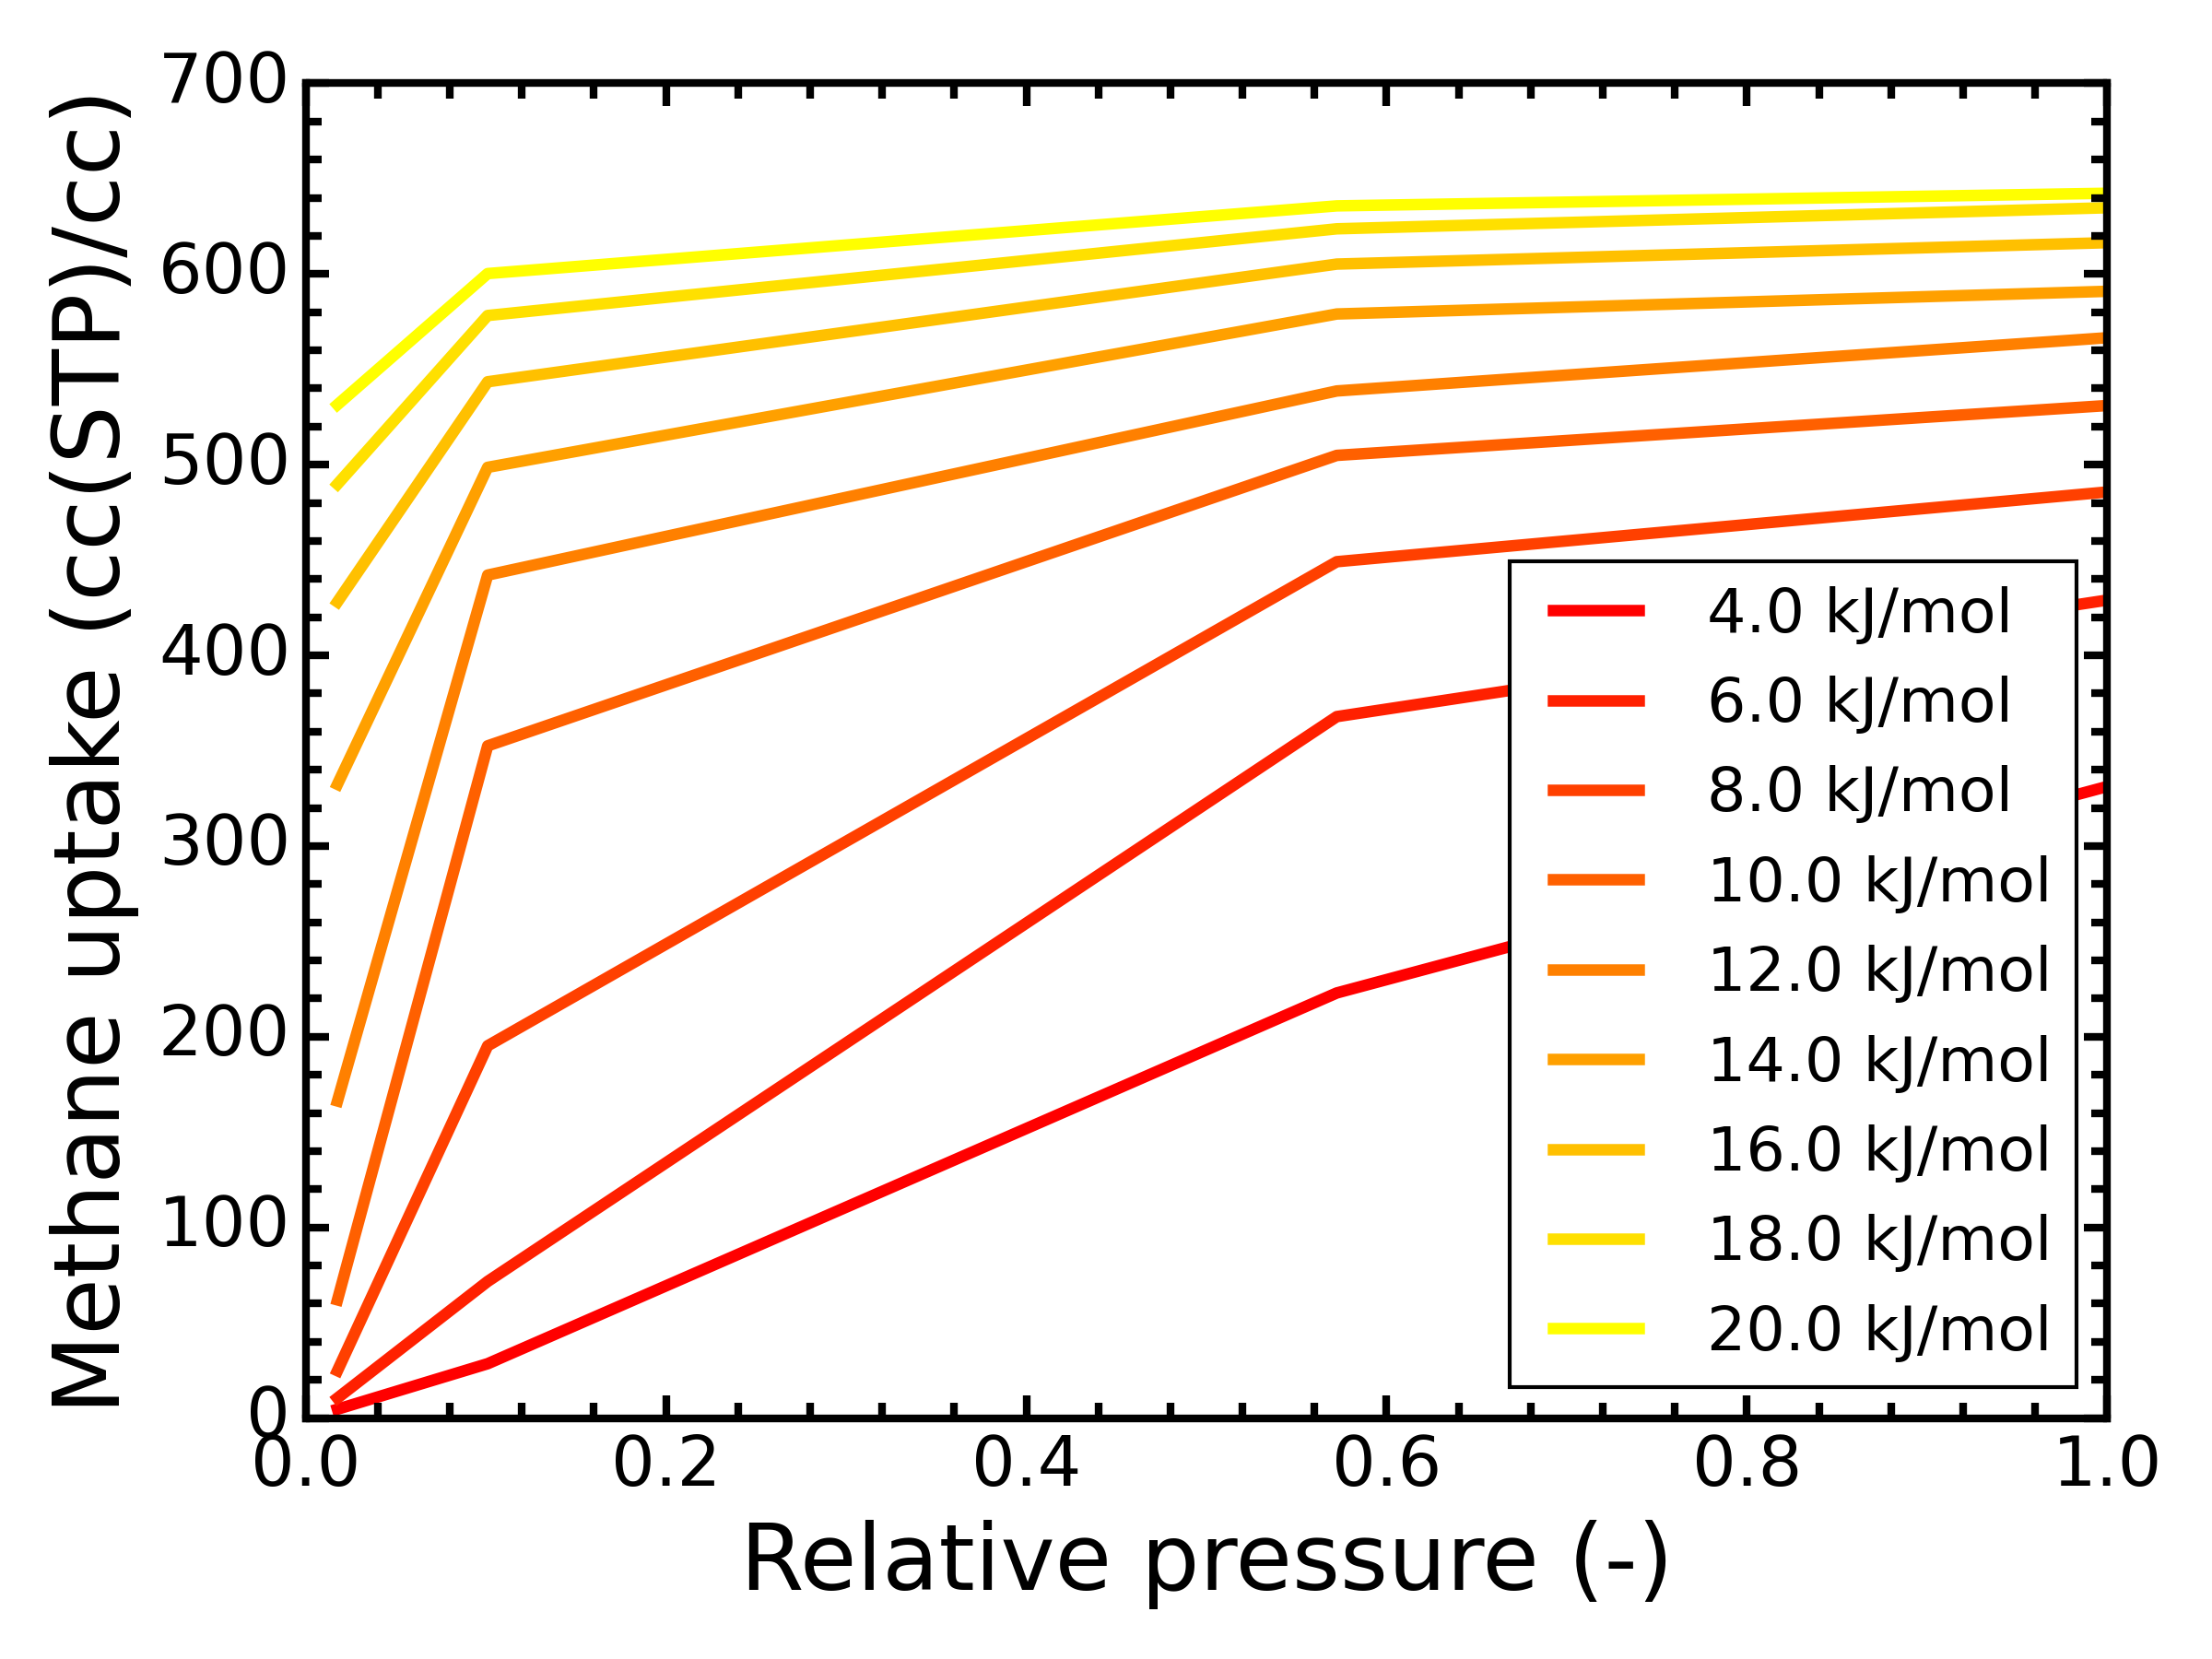 Methane uptake (cc(STP)/cc)
700
600
500
400
300
200
100
0
0.0
0.2
0.4
0.6
0.8
1.0
Relative pressure (-)
4.0 kJ/mol
6.0 kJ/mol
8.0 kJ/mol
10.0 kJ/mol
12.0 kJ/mol
14.0 kJ/mol
16.0 kJ/mol
18.0 kJ/mol
20.0 kJ/mol